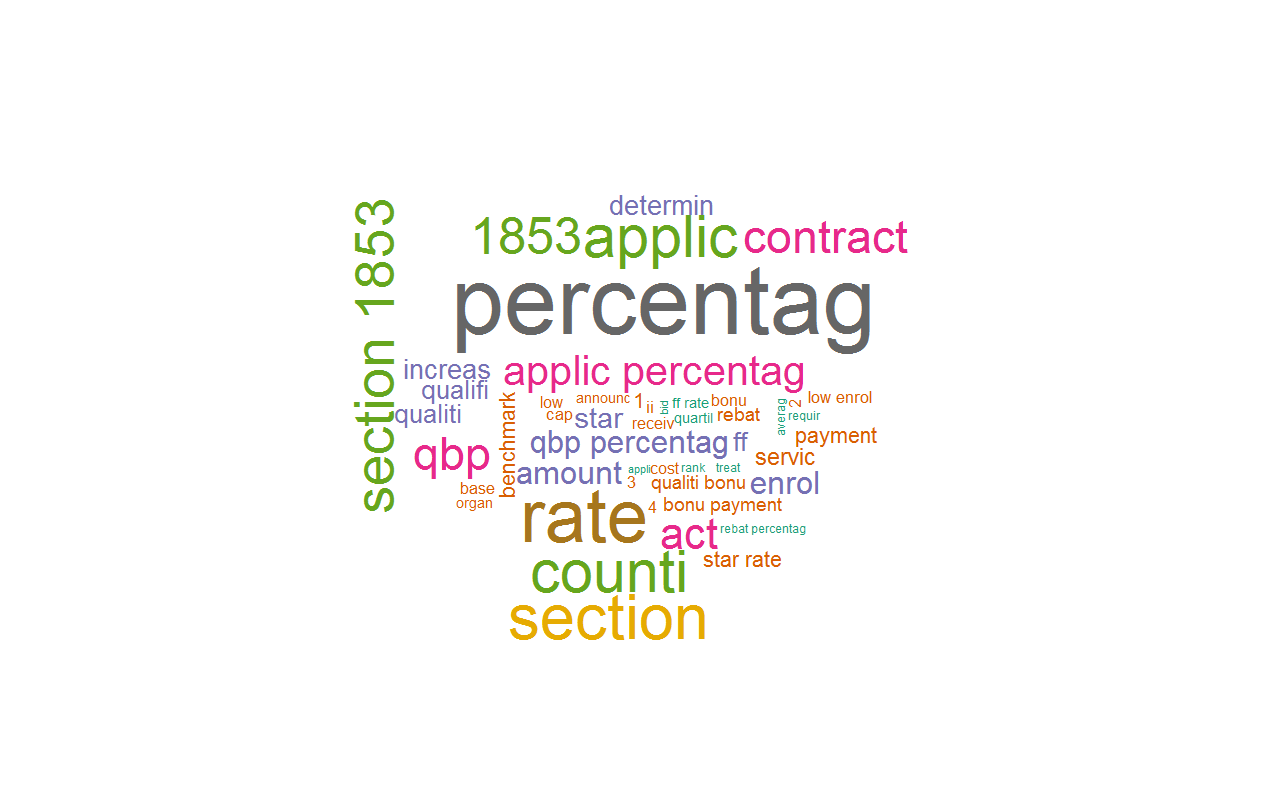 determin
section 1853
1853
applic
contract
percentag
increas
applic percentag
qualifi
qualiti
benchmark
low
announc
1
ii
bid
ff rate
bonu
averag
2
low enrol
cap
star
receiv
quartil
rebat
requir
payment
qbp
qbp percentag
ff
servic
amount
appli
cost
rank
treat
3
qualiti bonu
enrol
base
organ
rate
4
bonu payment
act
rebat percentag
star rate
counti
section